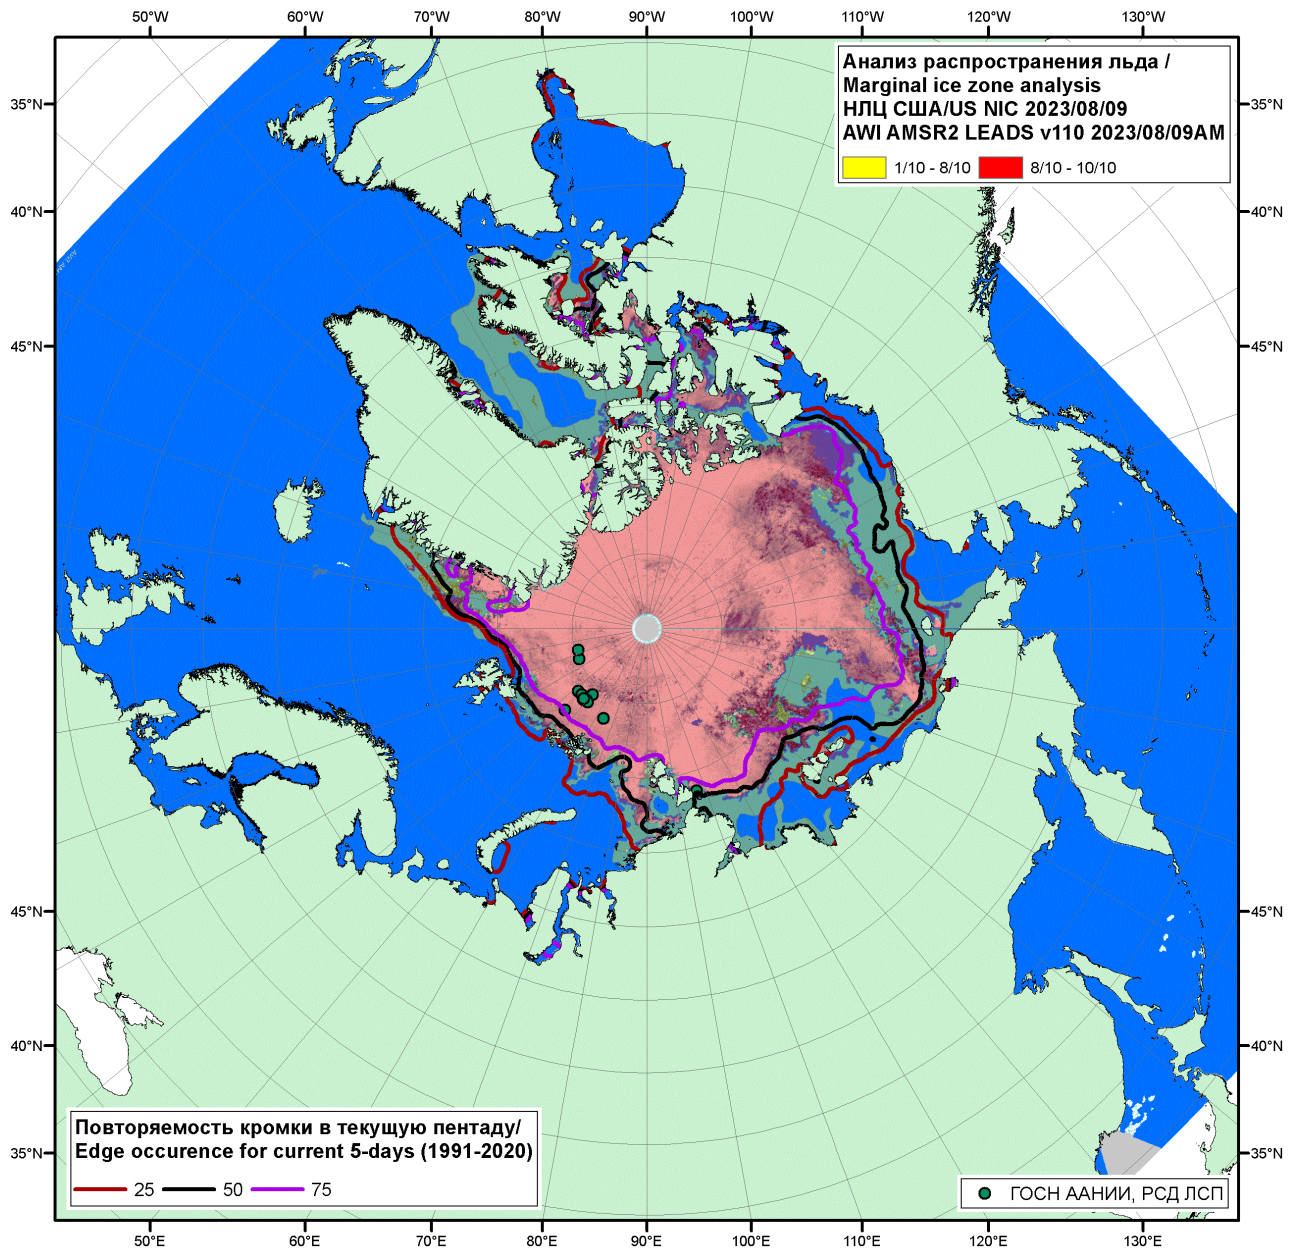 50°W 60°W 70°W 80°W 90°W 100°W 110°W 120°W 130°W
Анализ распространения льда /
Marginal ice zone analysis
НЛЦ США/US NIC 2023/08/09
AWI AMSR2 LEADS v110 2023/08/09AM
1/10 - 8/10 8/10 - 10/10
35°N 35°N
40°N 40°N
45°N 45°N
45°N 45°N
40°N 40°N
35°N 35°N
Повторяемость кромки в текущую пентаду/
Edge occurence for current 5-days (1991-2020)
25 50 75
ГОСН ААНИИ, РСД ЛСП
50°E 60°E 70°E 80°E 90°E 100°E 110°E 120°E 130°E